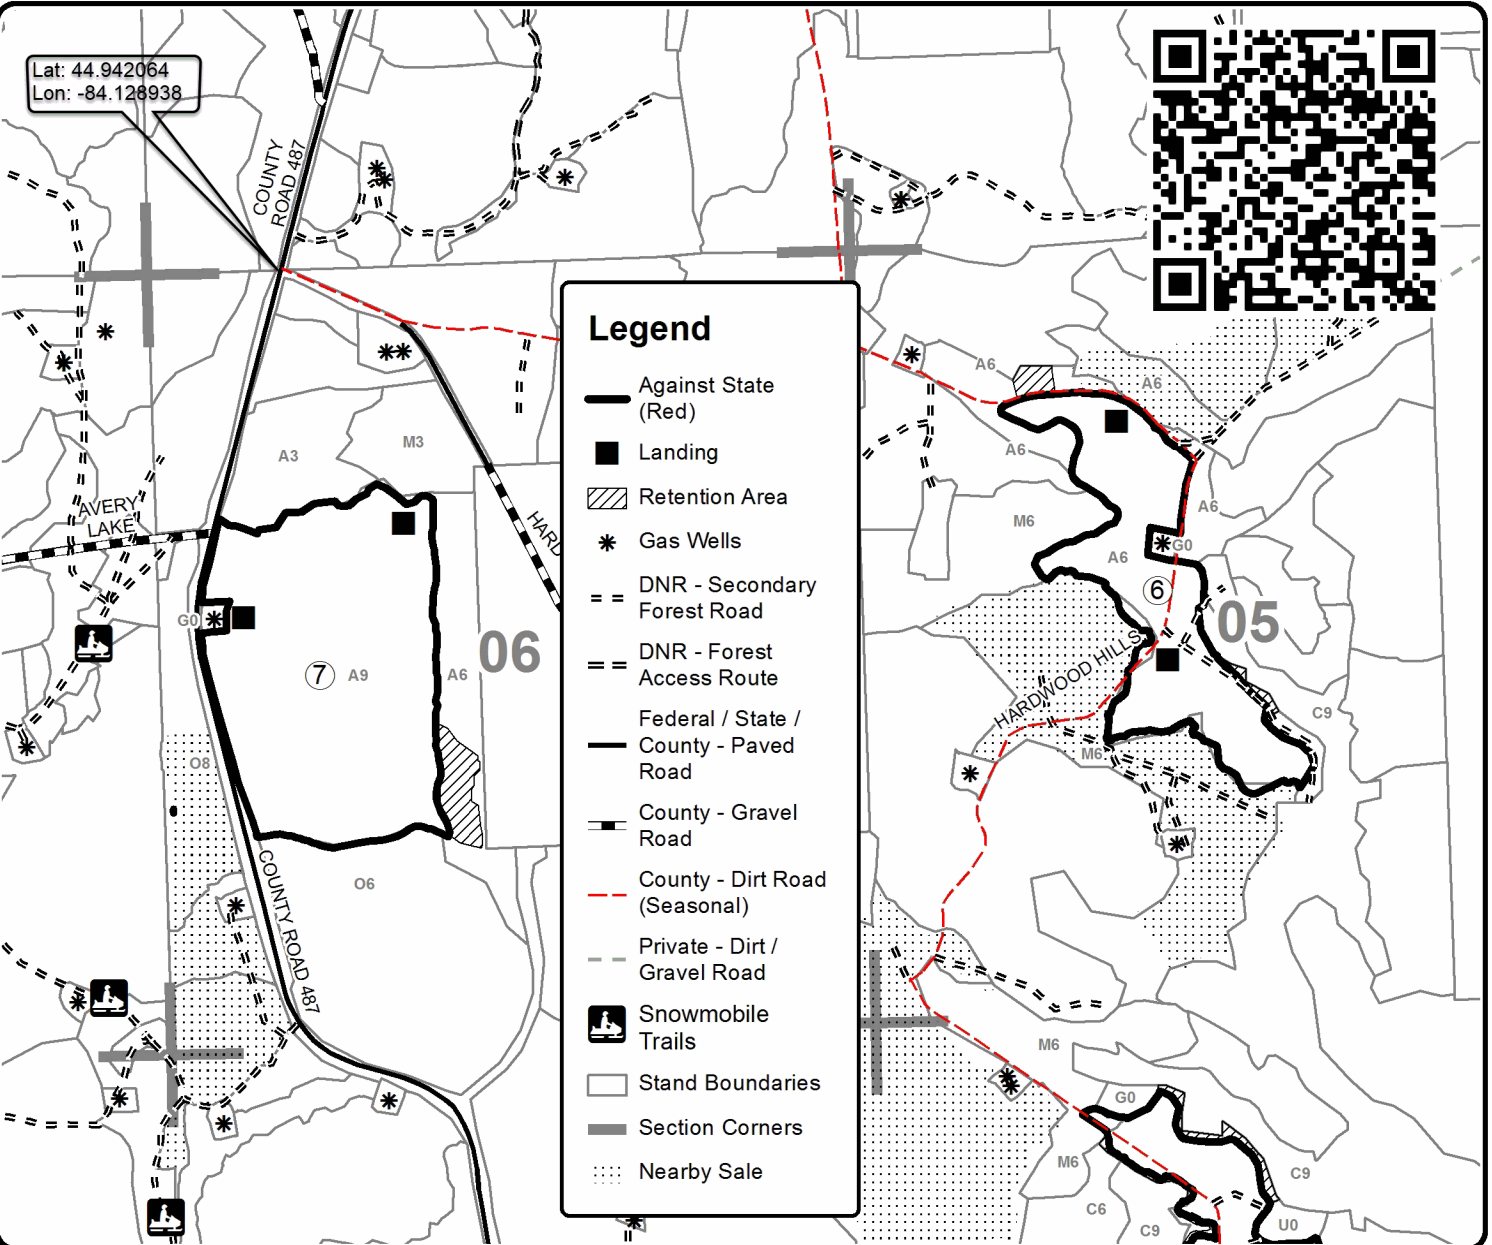 Lat: 44.942064
Lon: -84.128938
COUNTY
ROAD 487
A6
A6
M3
A3
A6
AVERY
LAKE
HARD
M6
A6
G0
A6
G0
6
05
06
7
A9
A6
HARDWOOD HILLS
C9
O8
M6
COUNTY ROAD 487
O6
M6
G0
M6
C9
C6
C9
U0
Legend
Against State
(Red)
Landing
Retention Area
Gas Wells
DNR - Secondary
Forest Road
DNR - Forest
Access Route
Federal / State /
County - Paved
Road
County - Gravel
Road
County - Dirt Road
(Seasonal)
Private - Dirt /
Gravel Road
Snowmobile
Trails
Stand Boundaries
Section Corners
Nearby Sale